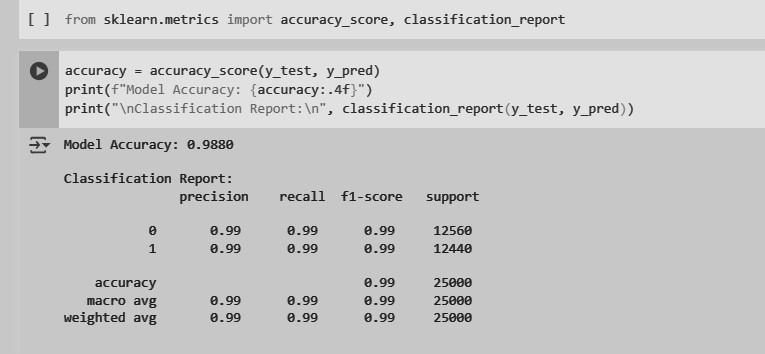 [ ] from sklearn.metrics import accuracy_score, classification_report
accuracy = accuracy_score(y_test, y_pred)
print(f"Model Accuracy: {accuracy:.4f}")
print("\nClassification Report:\n", classification_report(y_test, y_pred))
Model Accuracy: 0.9880
Classification Report:
precision recall f1-score support
0 0.99 0.99 0.99 12560
1 0.99 0.99 0.99 12440
accuracy 0.99 25000
macro avg 0.99 0.99 0.99 25000
weighted avg 0.99 0.99 0.99 25000